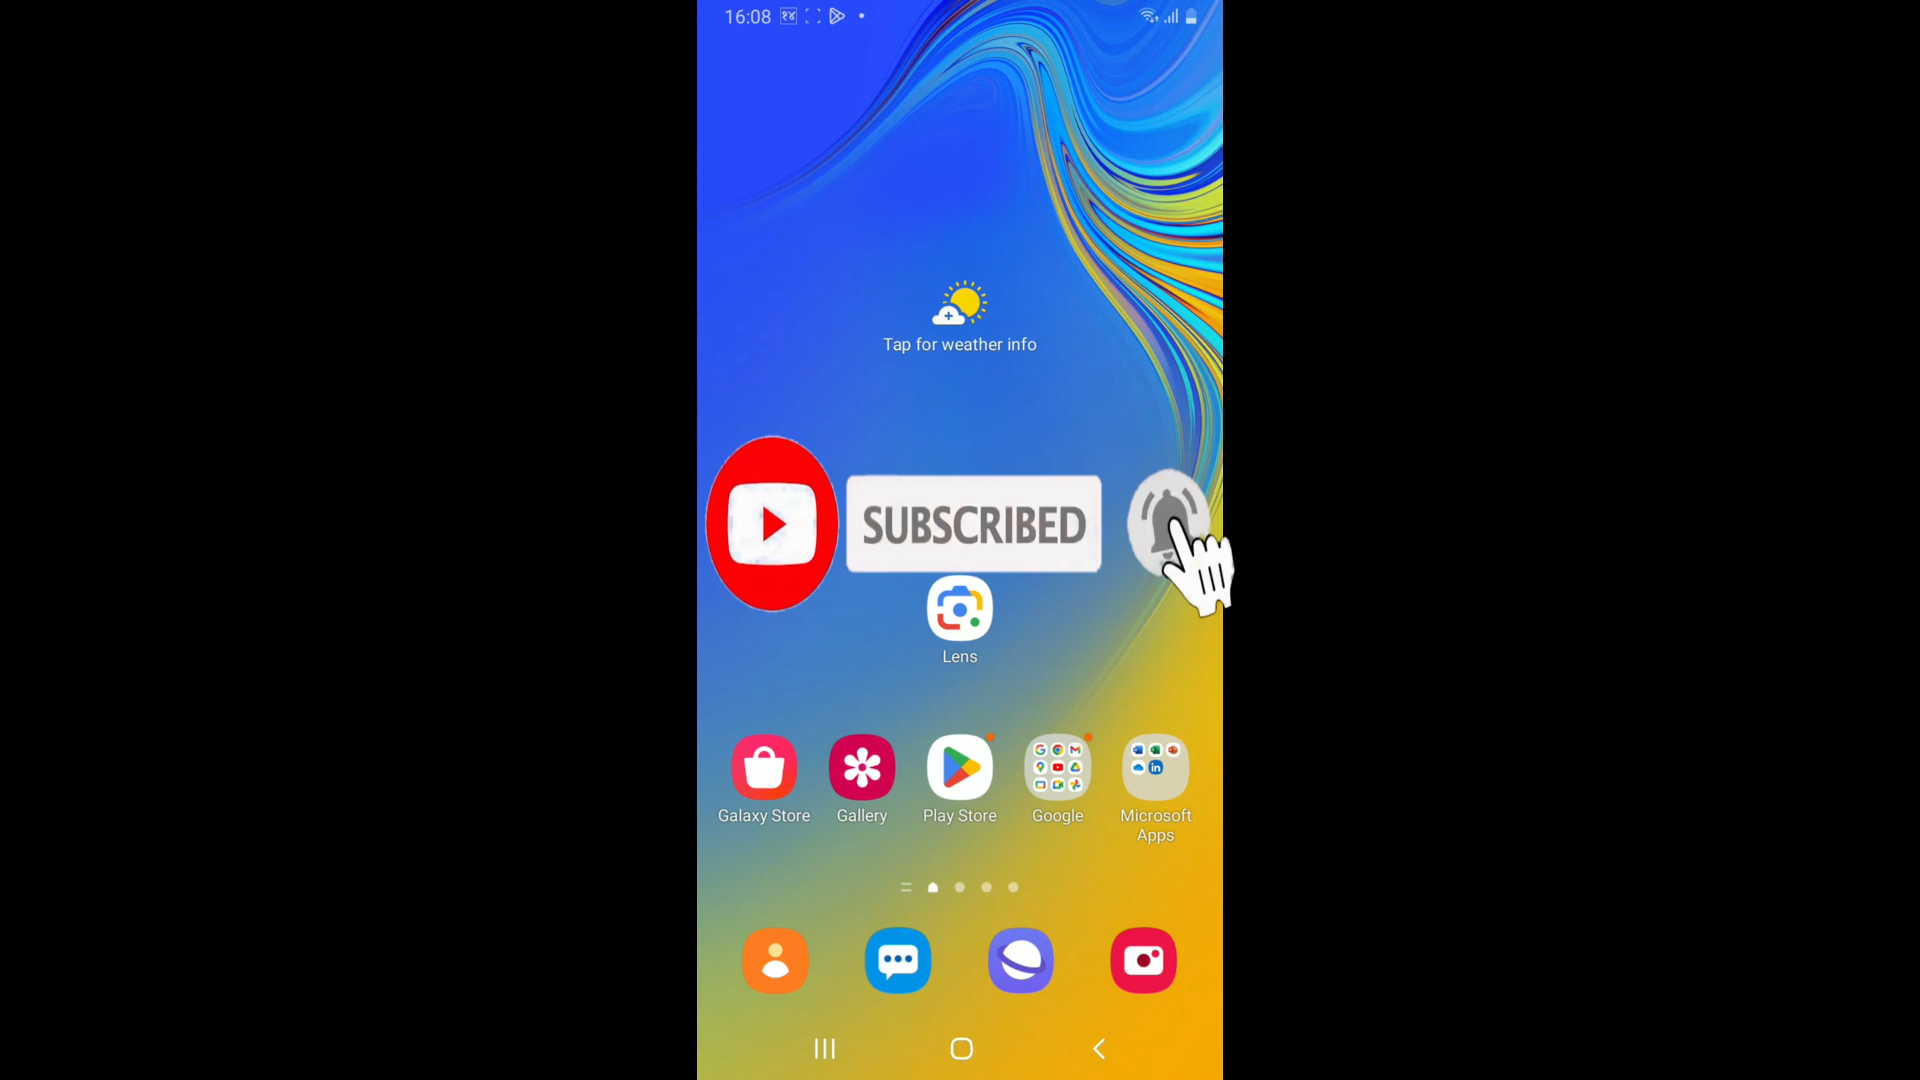 16:08
Tap for weather info
SUBSCRIBED
Lens
Galaxy Store
Gallery
Play Store
Google
Microsoft
Apps